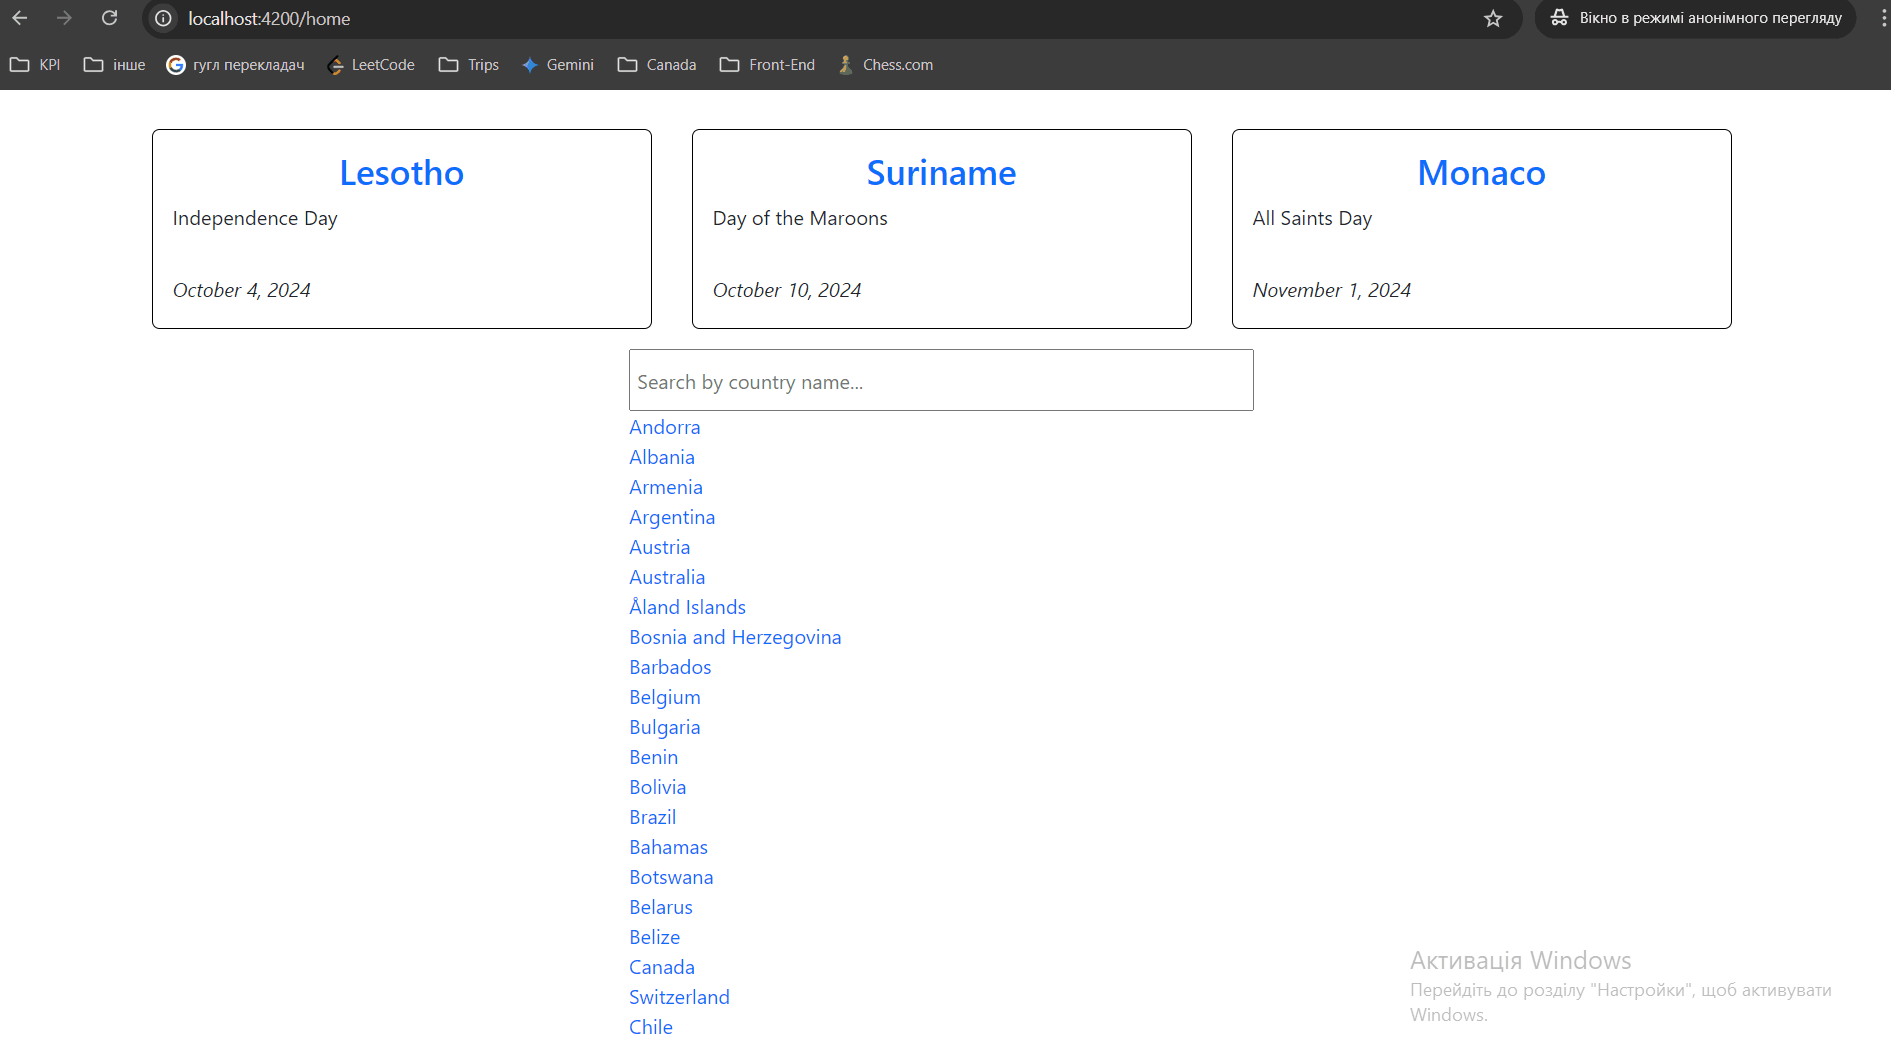 localhost:4200/home
Вікно в режимі анонімного перегляду
KPI інше гугл перекладач LeetCode Trips Gemini Canada Front-End Chess.com
Lesotho
Independence Day
October 4, 2024
Suriname
Day of the Maroons
October 10, 2024
Monaco
All Saints Day
November 1, 2024
Search by country name...
Andorra
Albania
Armenia
Argentina
Austria
Australia
Åland Islands
Bosnia and Herzegovina
Barbados
Belgium
Bulgaria
Benin
Bolivia
Brazil
Bahamas
Botswana
Belarus
Belize
Canada
Switzerland
Chile
Активація Windows
Перейдіть до розділу "Настройки", щоб активувати
Windows.